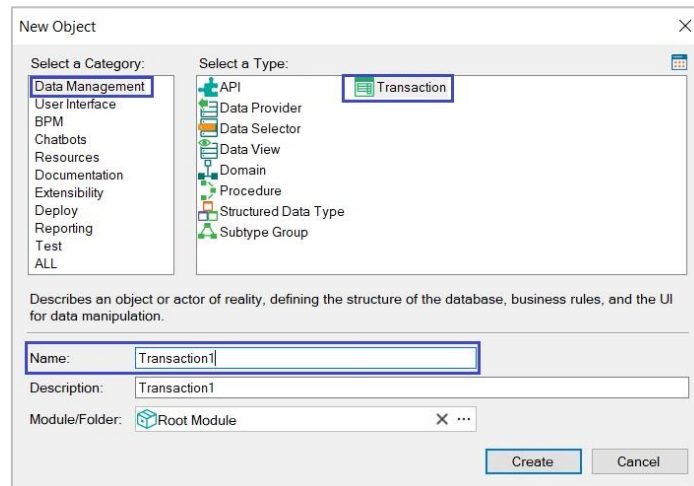 New Object
Select a Category:
Data Management
User Interface
BPM
Chatbots
Resources
Documentation
Extensibility
Deploy
Reporting
Test
ALL
Select a Type:
API
Data Provider
Data Selector
Data View
Domain
Procedure
Structured Data Type
Subtype Group
Transaction
Describes an object or actor of reality, defining the structure of the database, business rules, and the UI
for data manipulation.
Name: Transaction1
Description: Transaction1
Module/Folder: Root Module
Create Cancel